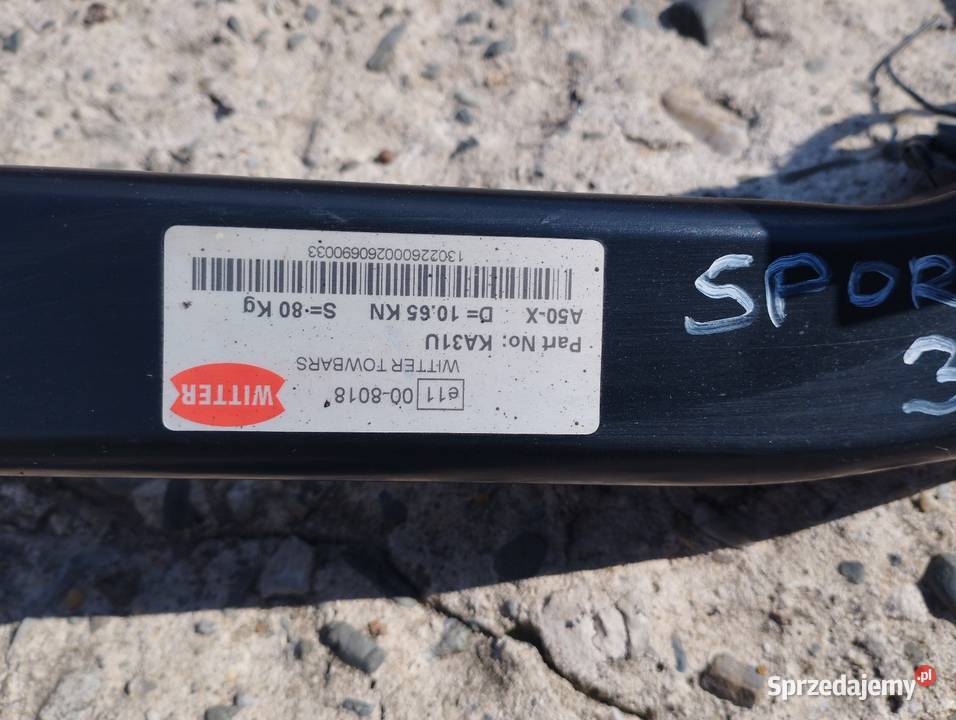 e11 00-8018
WITTER TOWBARS
WITTER
Part No: KA31U
A50-X D= 10.65 KN S= 80 Kg
1302260000260690033
SPOR
3
Sprzedajemy.pl